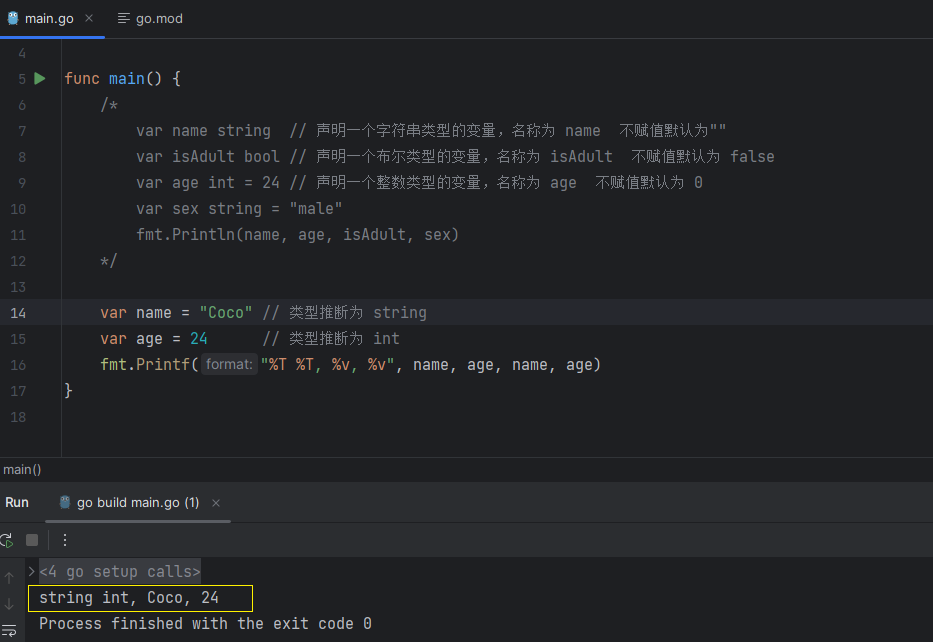 main.go
go.mod
4
5 func main() {
6 /*
7 var name string // 声明一个字符串类型的变量，名称为 name 不赋值默认为""
8 var isAdult bool // 声明一个布尔类型的变量，名称为 isAdult 不赋值默认为 false
9 var age int = 24 // 声明一个整数类型的变量，名称为 age 不赋值默认为 0
10 var sex string = "male"
11 fmt.Println(name, age, isAdult, sex)
12 */
13
14 var name = "Coco" // 类型推断为 string
15 var age = 24 // 类型推断为 int
16 fmt.Printf( format: "%T %T, %v, %v", name, age, name, age)
17 }
18
main()
Run go build main.go (1)
<4 go setup calls>
string int, Coco, 24
Process finished with the exit code 0